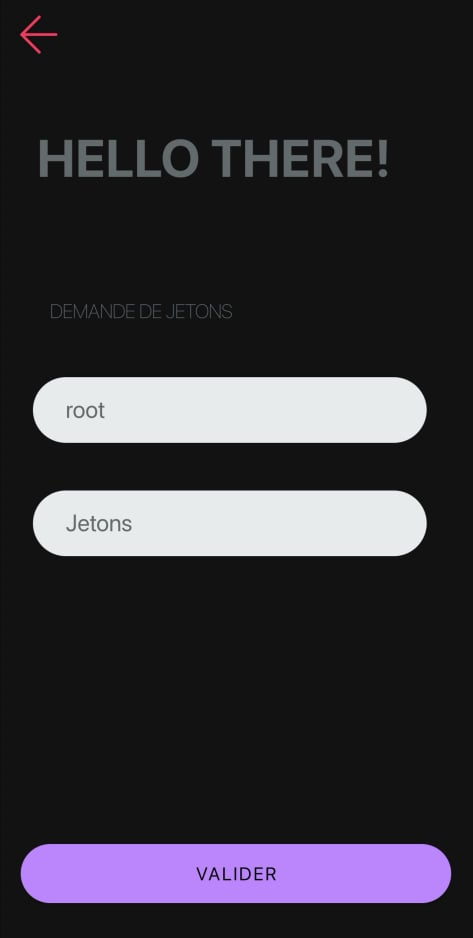 HELLO THERE!
DEMANDE DE JETONS
root
Jetons
VALIDER